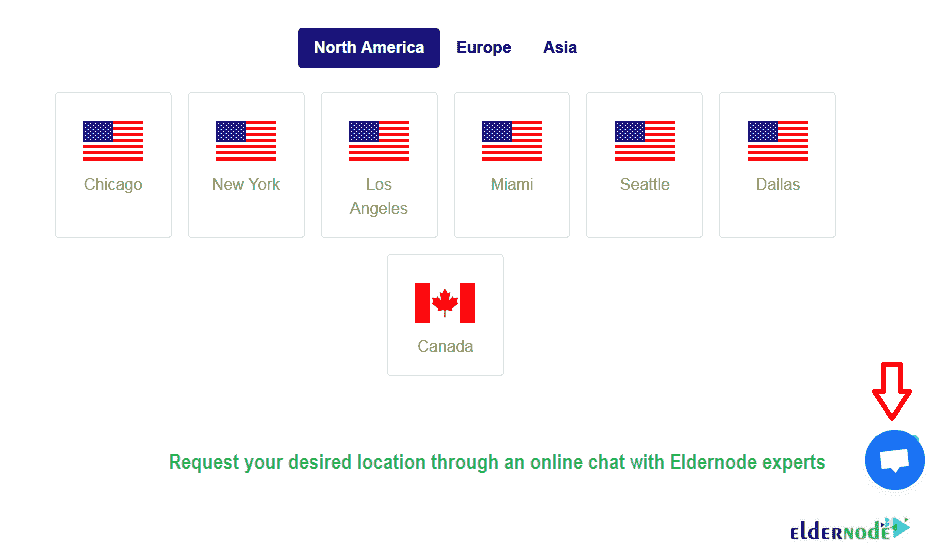 North America Europe Asia
Chicago New York Los Miami Seattle Dallas
Angeles
Canada
Request your desired location through an online chat with Eldernode experts
elderNode